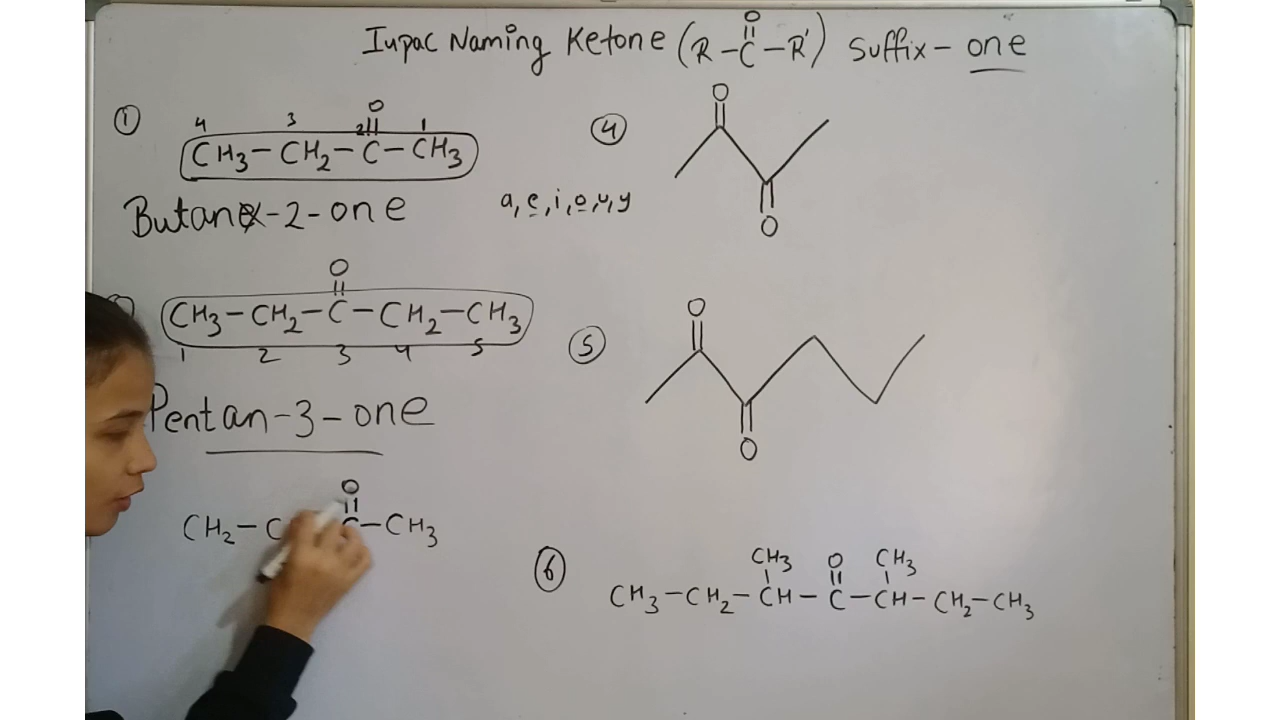 Iupac Naming Ketone (R-C-R') Suffix- one
O
||
① 
4 3 2 1
O
||
CH3-CH2-C-CH3
Butane-2-one
a, e, i, o, u, y
O
||
CH3-CH2-C-CH2-CH3
1 2 3 4 5
Pentan-3-one
O
||
CH2-C C-CH3
④
O
O
⑤
O
O
⑥
CH3 O CH3
| || |
CH3-CH2-CH-C-CH-CH2-CH3